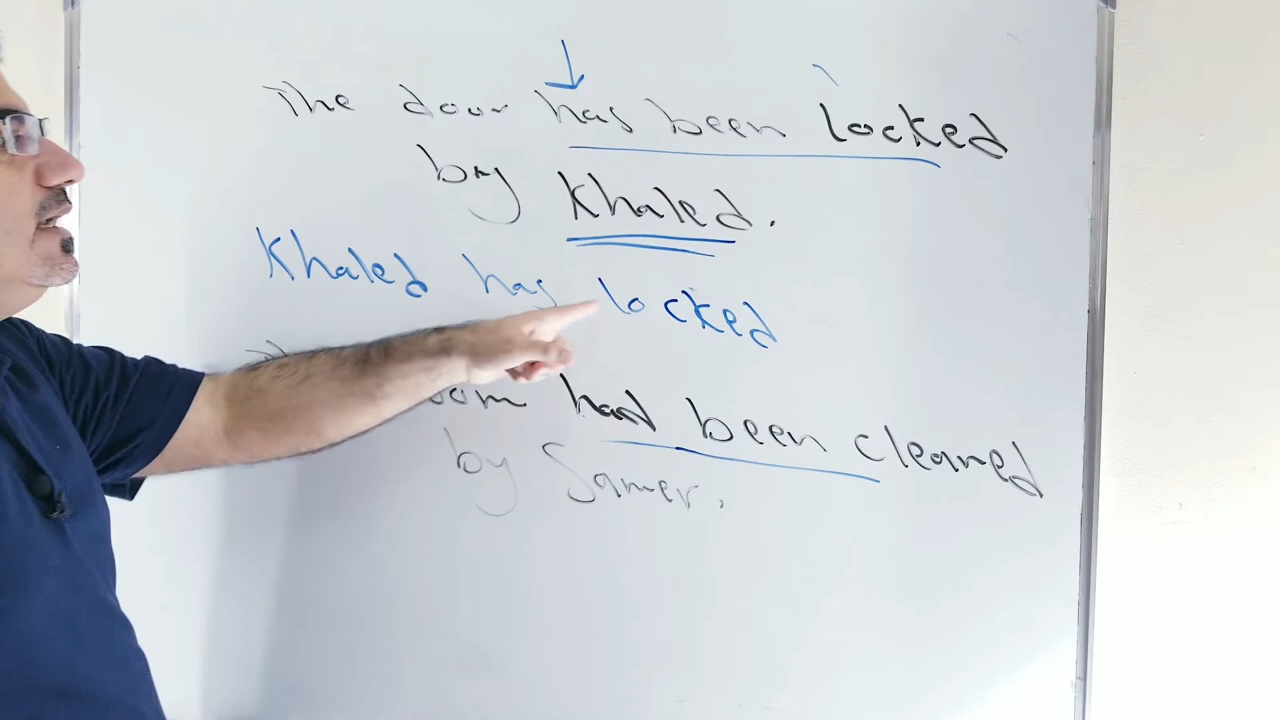 The door has been locked
by Khaled.
Khaled has locked
had been cleaned
by Samer.